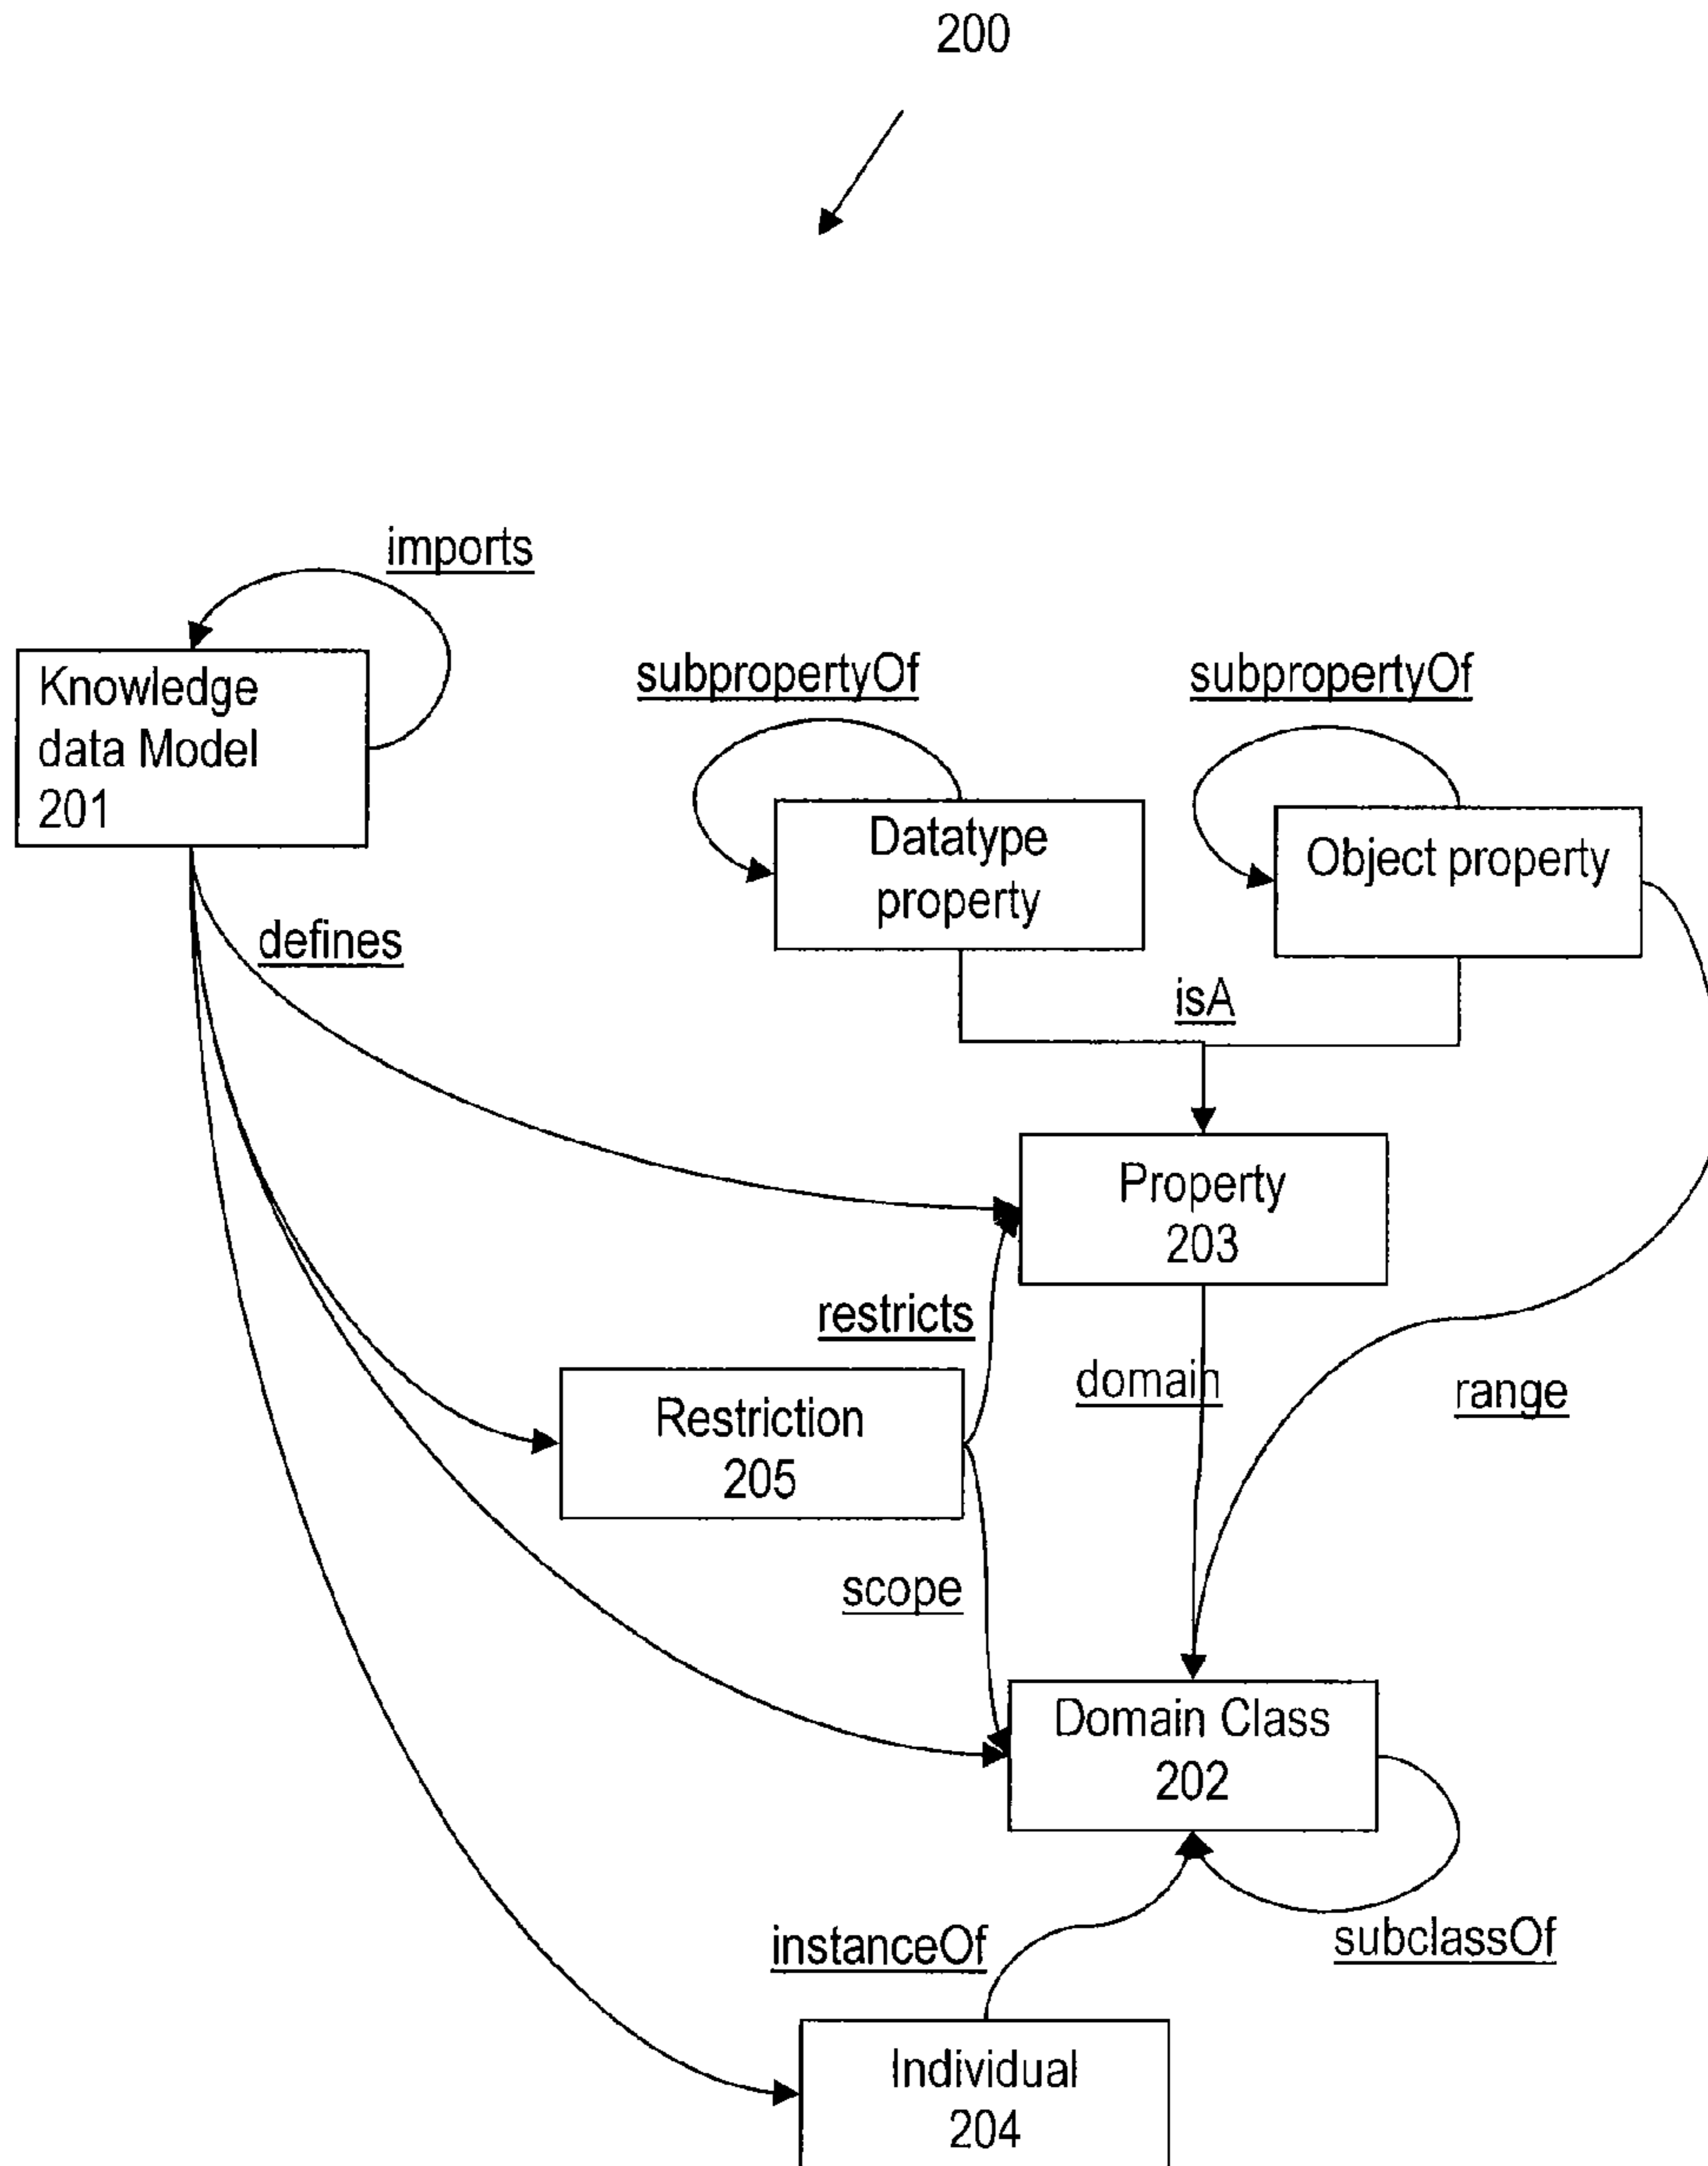 200
imports
Knowledge
data Model
201
subpropertyOf
subpropertyOf
Datatype
property
Object property
defines
isA
Property
203
restricts
domain
range
Restriction
205
scope
Domain Class
202
instanceOf
subclassOf
Individual
204